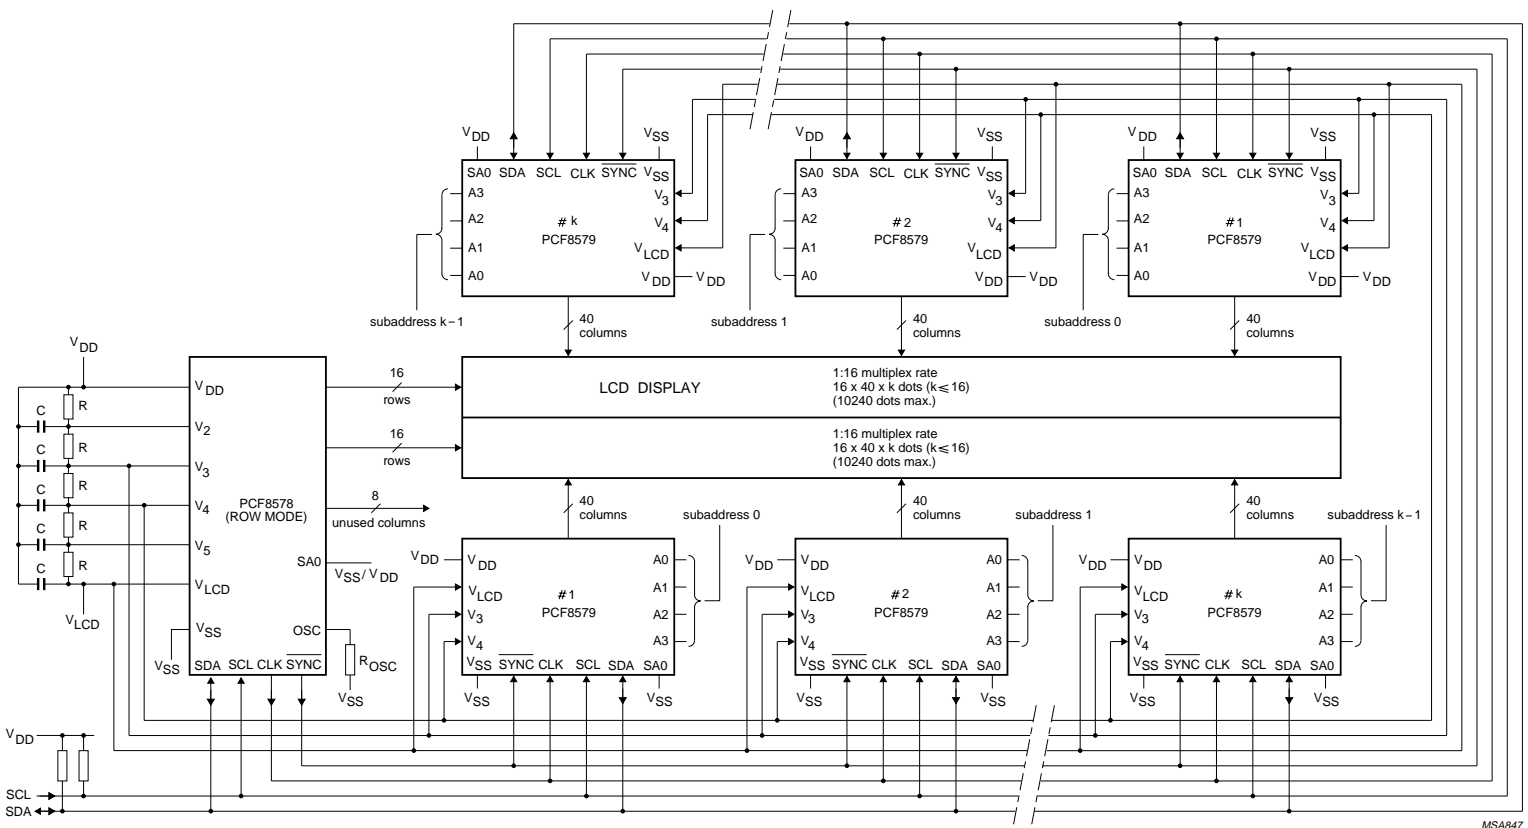 VDD VSS VDD VSS VDD VSS
SA0 SDA SCL CLK SYNC VSS
SA0 SDA SCL CLK SYNC VSS
SA0 SDA SCL CLK SYNC VSS
A3 V3 A3 V3 A3 V3
A2 # k V4 A2 # 2 V4 A2 # 1 V4
PCF8579 PCF8579 PCF8579
A1 VLCD A1 VLCD A1 VLCD
A0 VDD VDD A0 VDD VDD A0 VDD VDD
subaddress k−1 40 columns
subaddress 1 40 columns
subaddress 0 40 columns
VDD
VDD
C R
V2
C R
V3
C R
V4
C R
V5
C R
VLCD
VLCD
VSS
VSS
PCF8578
(ROW MODE)
16
rows
16
rows
8
unused columns
SA0
VSS/VDD
OSC
ROSC
VSS
SDA SCL CLK SYNC
LCD DISPLAY
1:16 multiplex rate
16 x 40 x k dots (k ≤ 16)
(10240 dots max.)
1:16 multiplex rate
16 x 40 x k dots (k ≤ 16)
(10240 dots max.)
40 columns subaddress 0
40 columns subaddress 1
40 columns subaddress k−1
VDD VDD A0 VDD VDD A0 VDD VDD A0
VLCD # 1 A1 VLCD # 2 A1 VLCD # k A1
PCF8579 PCF8579 PCF8579
V3 A2 V3 A2 V3 A2
V4 A3 V4 A3 V4 A3
VSS SYNC CLK SCL SDA SA0
VSS SYNC CLK SCL SDA SA0
VSS SYNC CLK SCL SDA SA0
VSS VSS VSS VSS VSS VSS
VDD
SCL
SDA
MSA847